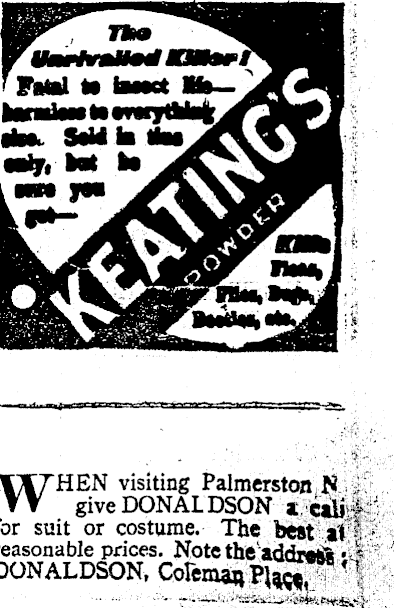 The
Unrivalled Killer!
Fatal to insect life—
harmless to everything
else. Sold in tins
only, but be
sure you
get—
KEATING'S
POWDER
Kills
Fleas,
Flies, Bugs,
Beetles, etc.
WHEN visiting Palmerston N
give DONALDSON a call
for suit or costume. The best at
reasonable prices. Note the address:
DONALDSON, Coleman Place.